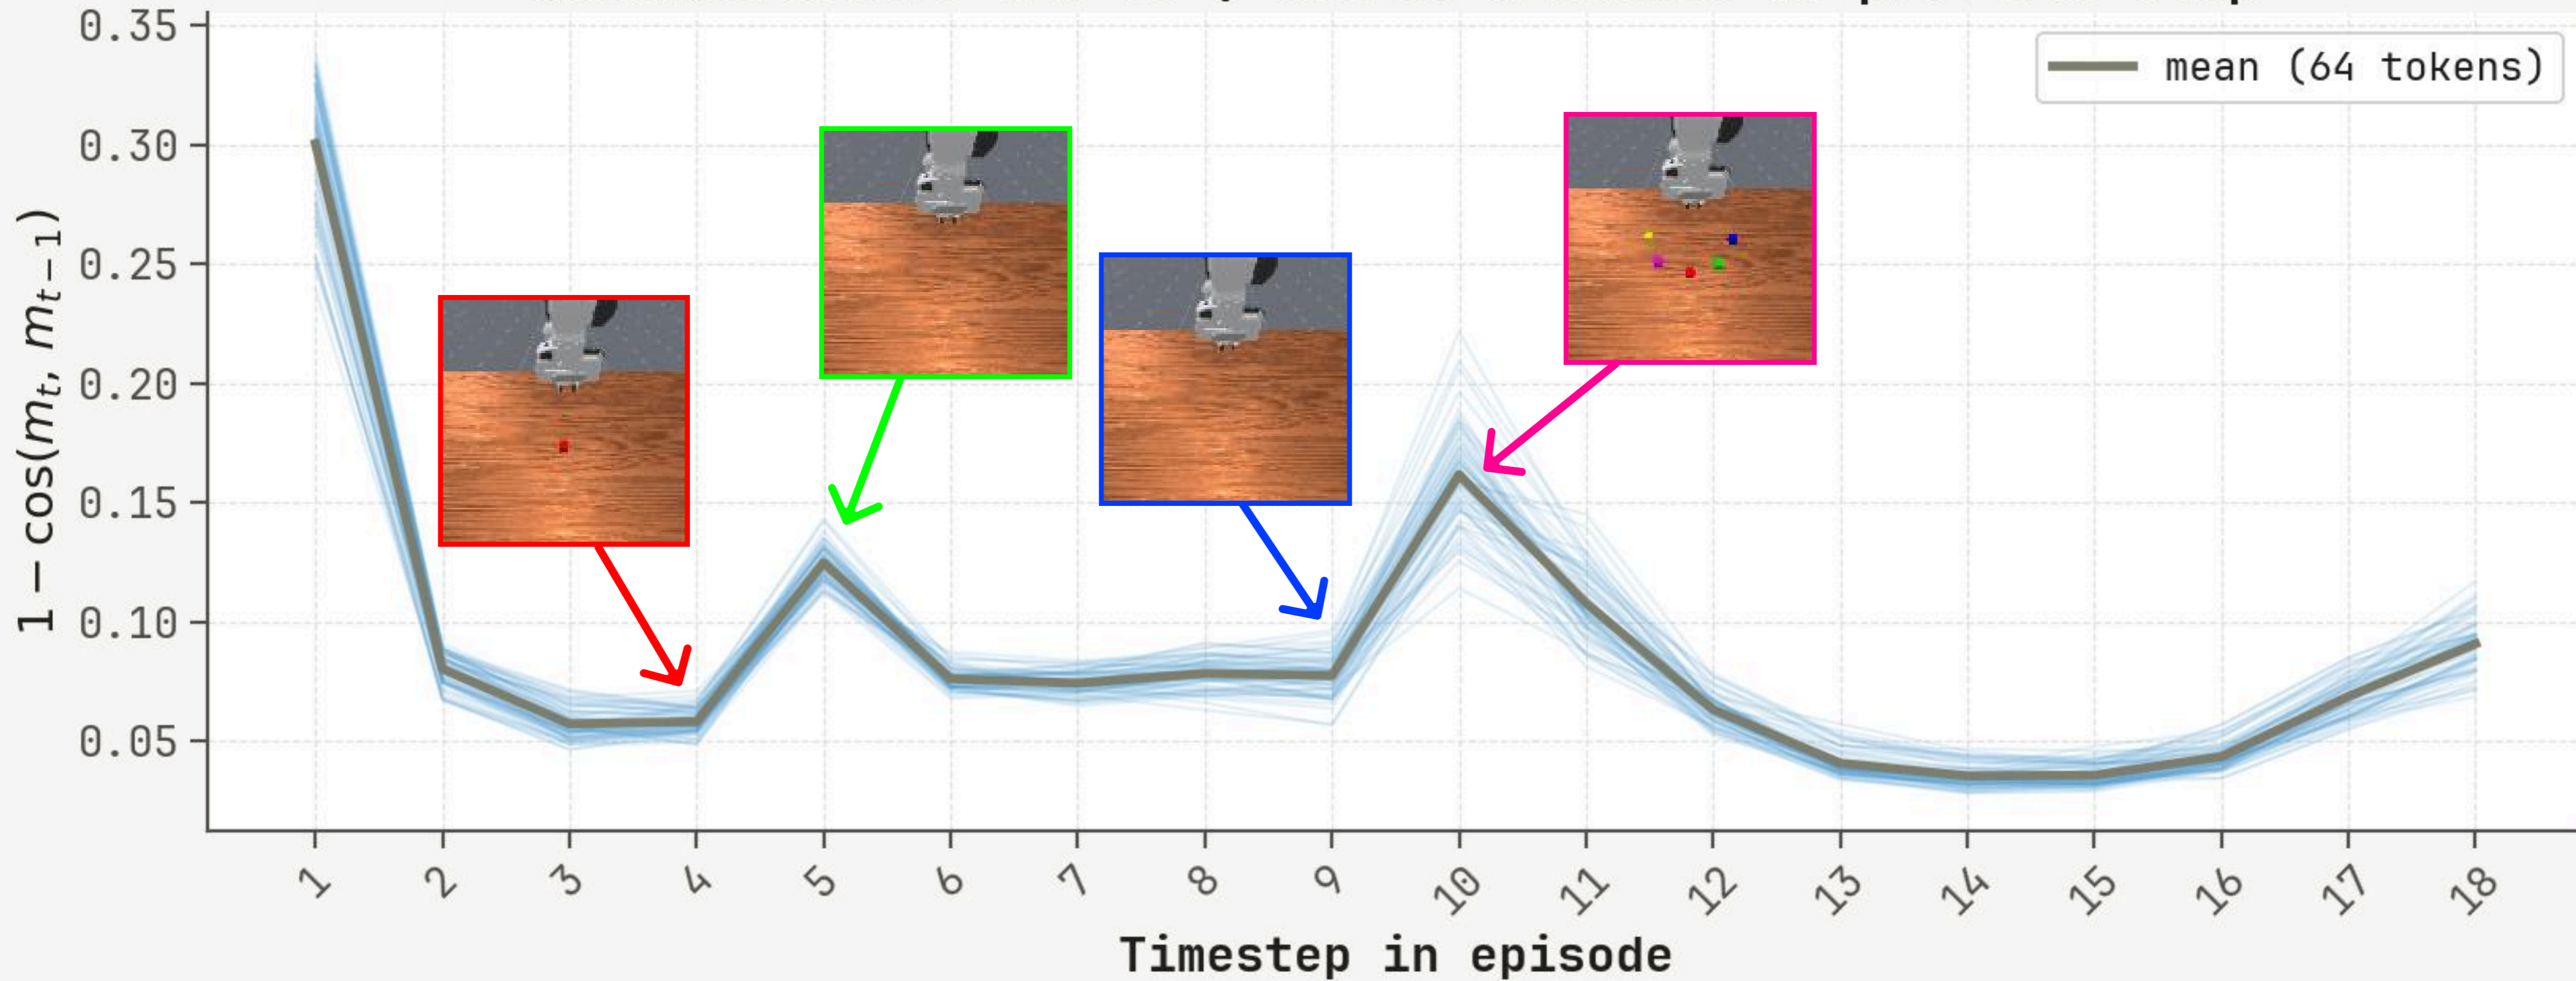 mean (64 tokens)
1 − cos(m_t, m_{t−1})
0.35
0.30
0.25
0.20
0.15
0.10
0.05
1 2 3 4 5 6 7 8 9 10 11 12 13 14 15 16 17 18
Timestep in episode